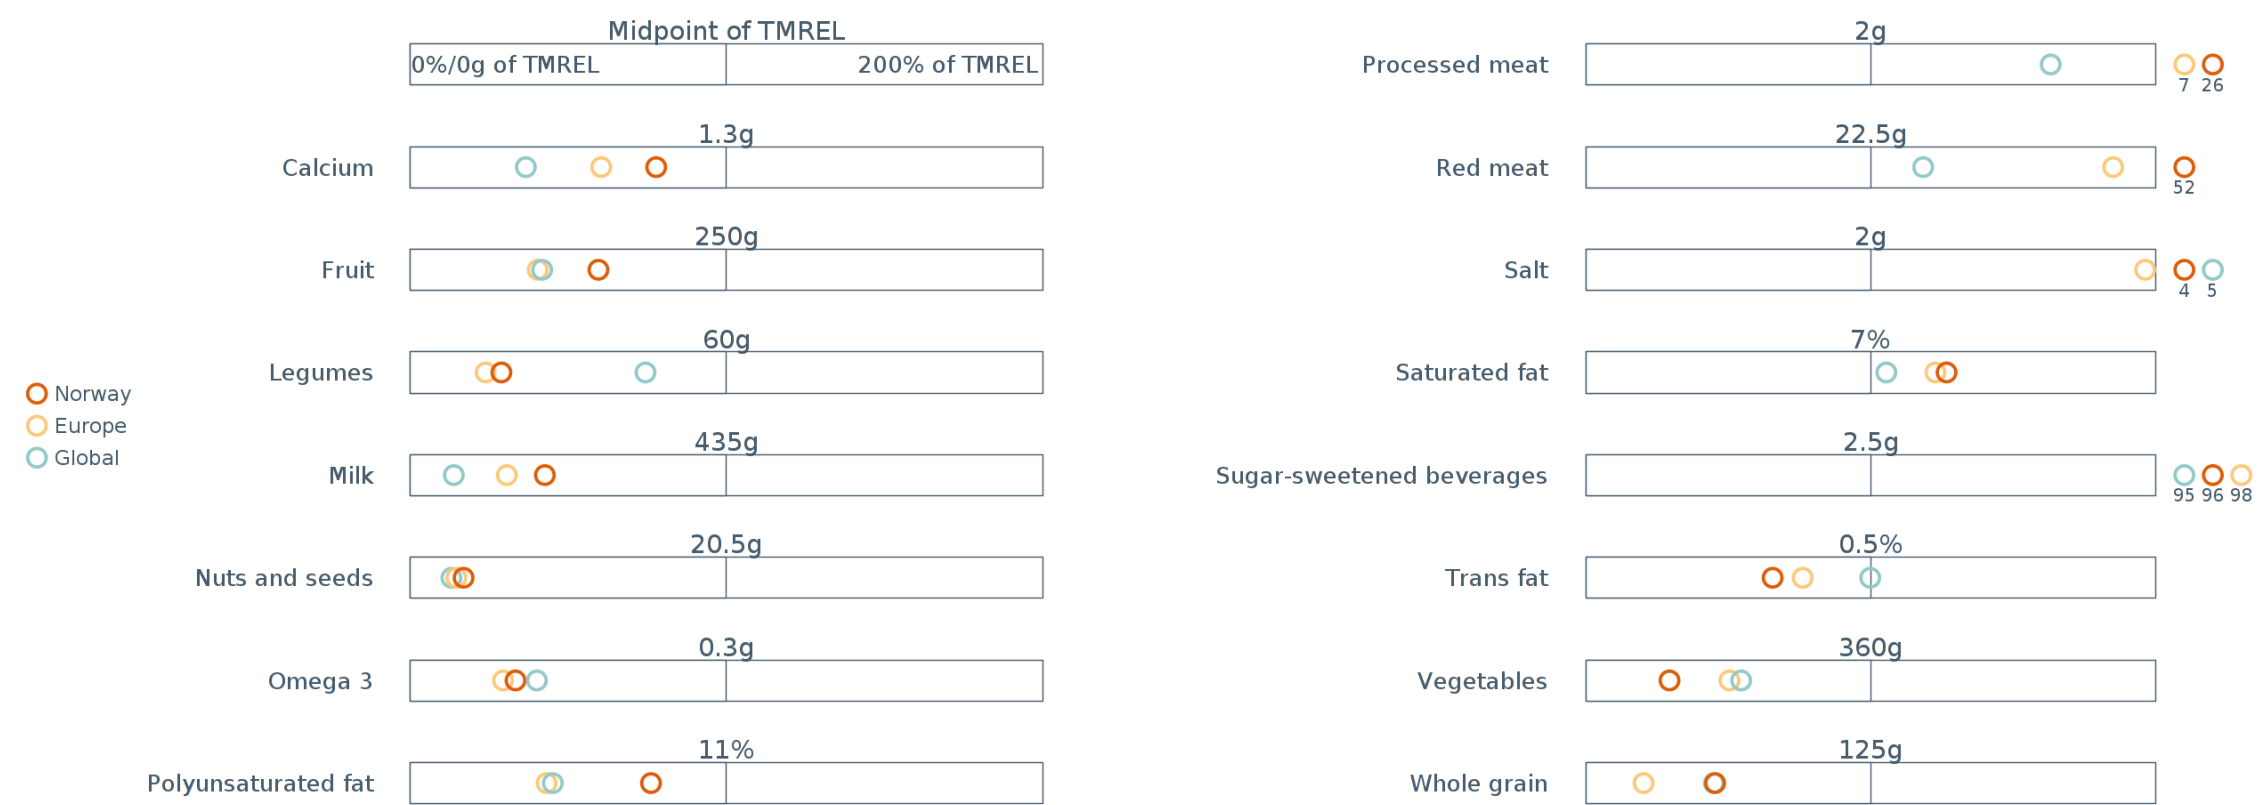 Midpoint of TMREL
0%/0g of TMREL 200% of TMREL
1.3g
Calcium
250g
Fruit
60g
Legumes
435g
Milk
20.5g
Nuts and seeds
0.3g
Omega 3
11%
Polyunsaturated fat
Norway
Europe
Global
2g
Processed meat
7 26
22.5g
Red meat
52
2g
Salt
4 5
7%
Saturated fat
2.5g
Sugar-sweetened beverages
95 96 98
0.5%
Trans fat
360g
Vegetables
125g
Whole grain